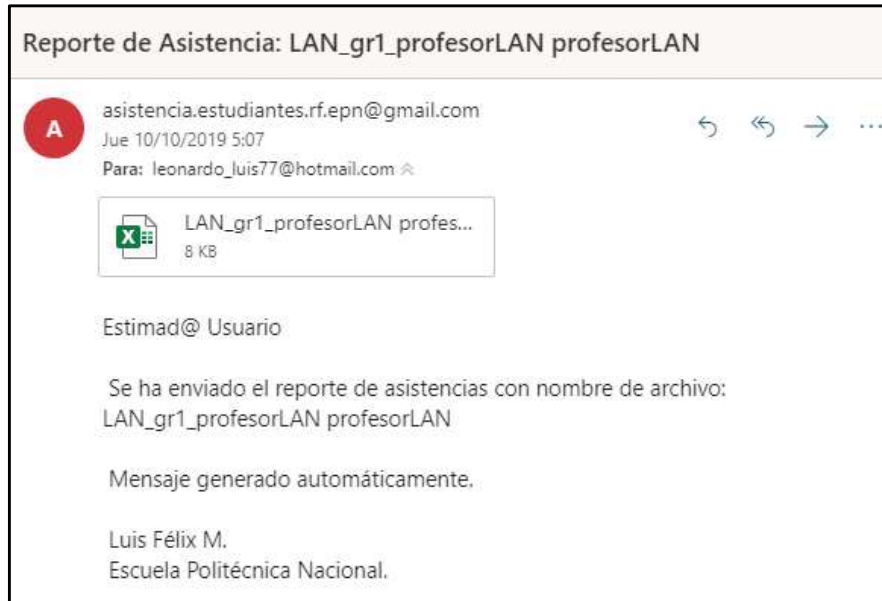 Reporte de Asistencia: LAN_gr1_profesorLAN profesorLAN
A
asistencia.estudiantes.rf.epn@gmail.com
Jue 10/10/2019 5:07
Para: leonardo_luis77@hotmail.com
LAN_gr1_profesorLAN profes...
8 KB
Estimad@ Usuario
Se ha enviado el reporte de asistencias con nombre de archivo:
LAN_gr1_profesorLAN profesorLAN
Mensaje generado automáticamente.
Luis Félix M.
Escuela Politécnica Nacional.